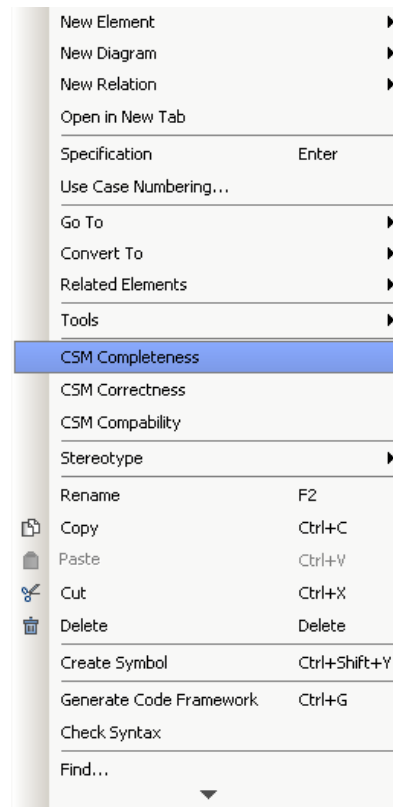 New Element
New Diagram
New Relation
Open in New Tab
Specification Enter
Use Case Numbering...
Go To
Convert To
Related Elements
Tools
CSM Completeness
CSM Correctness
CSM Compability
Stereotype
Rename F2
Copy Ctrl+C
Paste Ctrl+V
Cut Ctrl+X
Delete Delete
Create Symbol Ctrl+Shift+Y
Generate Code Framework Ctrl+G
Check Syntax
Find...